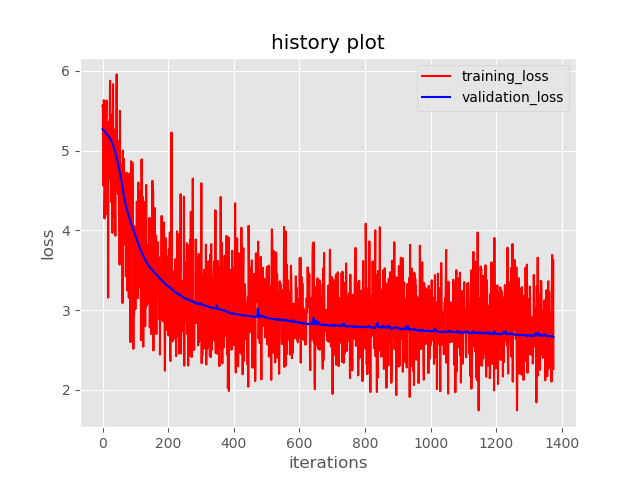 history plot
training_loss
validation_loss
6
5
4
3
2
loss
0 200 400 600 800 1000 1200 1400
iterations